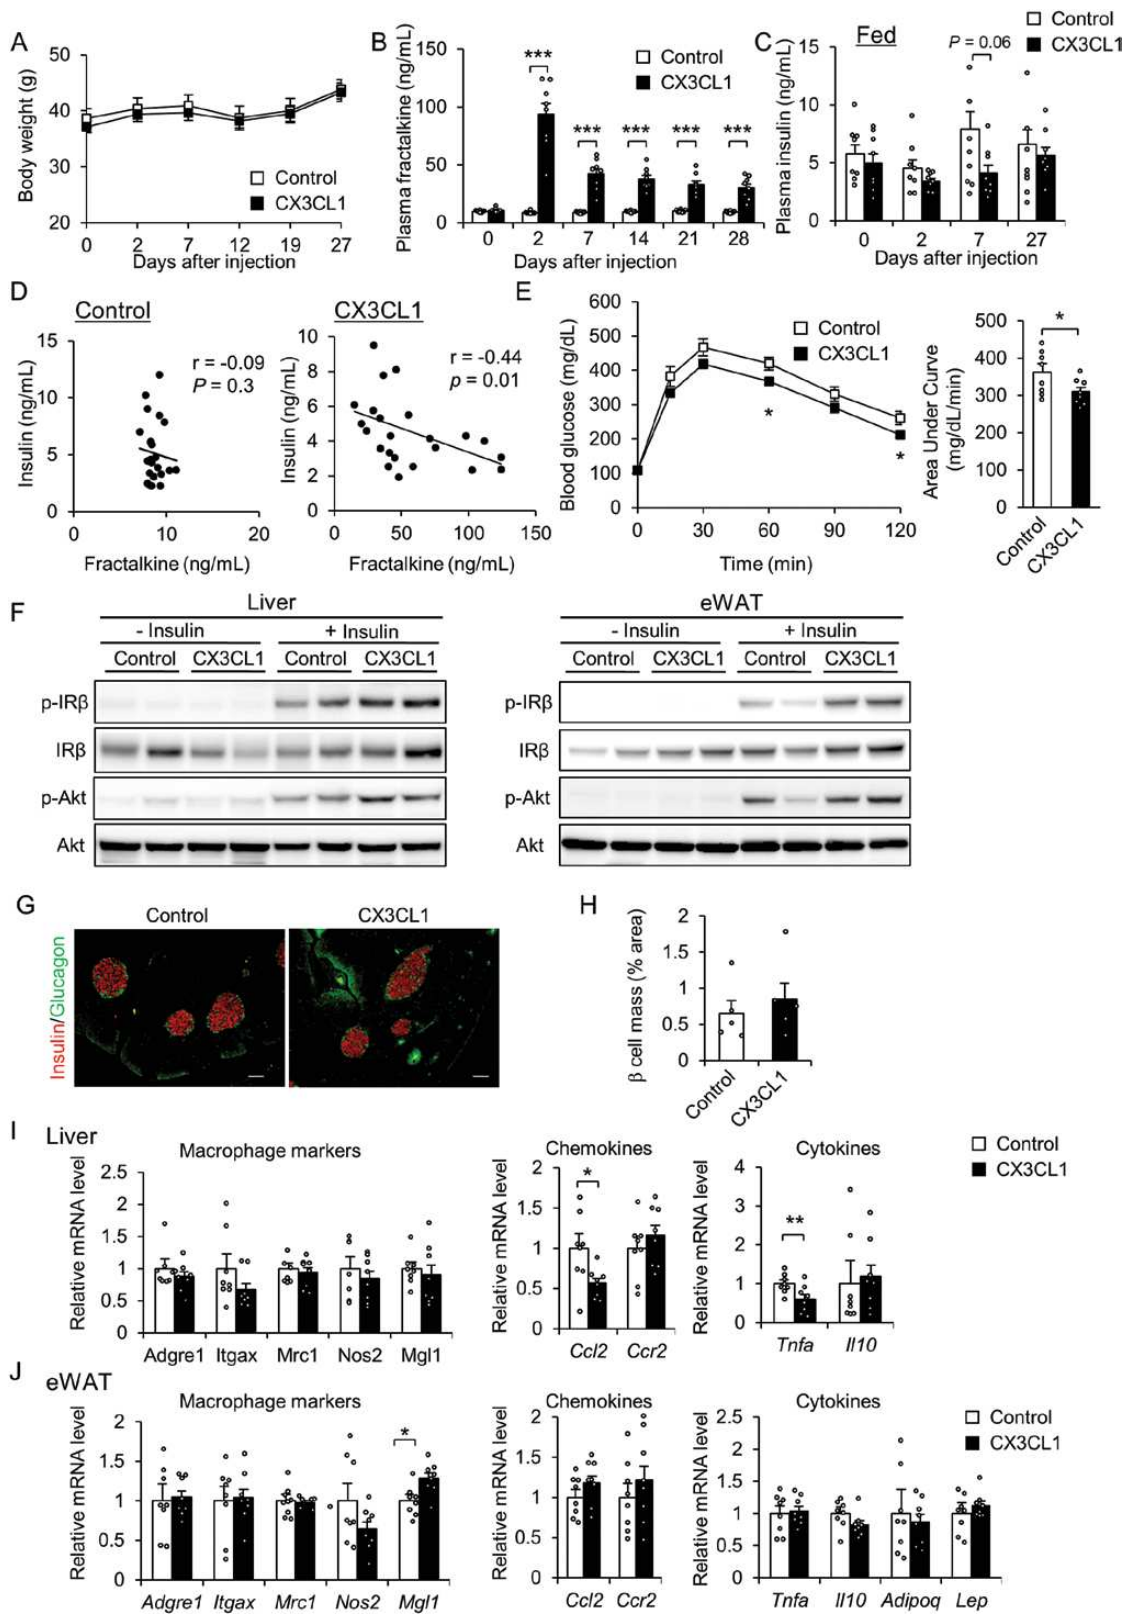 A
Body weight (g)
50
40
30
20
Control
CX3CL1
0 2 7 12 19 27
Days after injection
B
Plasma fractalkine (ng/mL)
150
100
50
0
***
*** *** *** ***
Control
CX3CL1
0 2 7 14 21 28
Days after injection
C
Fed
Control
CX3CL1
P = 0.06
Plasma insulin (ng/mL)
15
10
5
0
0 2 7 27
Days after injection
D
Control
Insulin (ng/mL)
15
10
5
0
r = -0.09
P = 0.3
0 10 20
Fractalkine (ng/mL)
CX3CL1
Insulin (ng/mL)
10
8
6
4
2
0
r = -0.44
p = 0.01
0 50 100 150
Fractalkine (ng/mL)
E
Blood glucose (mg/dL)
600
500
400
300
200
100
0
Control
CX3CL1
*
*
0 30 60 90 120
Time (min)
Area Under Curve
(mg/dL/min)
500
400
300
200
100
0
*
Control
CX3CL1
F
Liver
- Insulin + Insulin
Control CX3CL1 Control CX3CL1
p-IRβ
IRβ
p-Akt
Akt
eWAT
- Insulin + Insulin
Control CX3CL1 Control CX3CL1
p-IRβ
IRβ
p-Akt
Akt
G
Control CX3CL1
Insulin/Glucagon
H
β cell mass (% area)
2
1.5
1
0.5
0
Control
CX3CL1
I
Liver
Macrophage markers
Relative mRNA level
2.5
2
1.5
1
0.5
0
Adgre1 Itgax Mrc1 Nos2 Mgl1
Chemokines
Relative mRNA level
2
1.5
1
0.5
0
*
Ccl2 Ccr2
Cytokines
Relative mRNA level
4
3
2
1
0
**
Tnfa Il10
Control
CX3CL1
J
eWAT
Macrophage markers
Relative mRNA level
2
1.5
1
0.5
0
*
Adgre1 Itgax Mrc1 Nos2 Mgl1
Chemokines
Relative mRNA level
2
1.5
1
0.5
0
Ccl2 Ccr2
Cytokines
Relative mRNA level
2.5
2
1.5
1
0.5
0
Tnfa Il10 Adipoq Lep
Control
CX3CL1